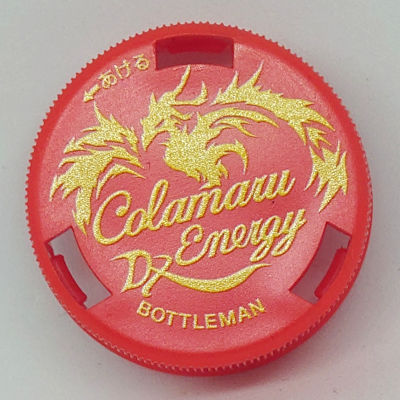 ←あける
Colamaru
D7 Energy
BOTTLEMAN